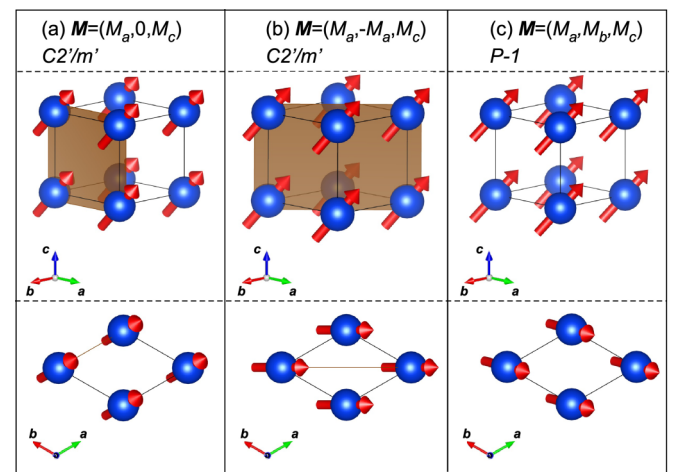 (a) M=(Ma,0,Mc)
C2'/m'
(b) M=(Ma,-Ma,Mc)
C2'/m'
(c) M=(Ma,Mb,Mc)
P-1
c
b
a
c
b
a
c
b
a
b
a
b
a
b
a